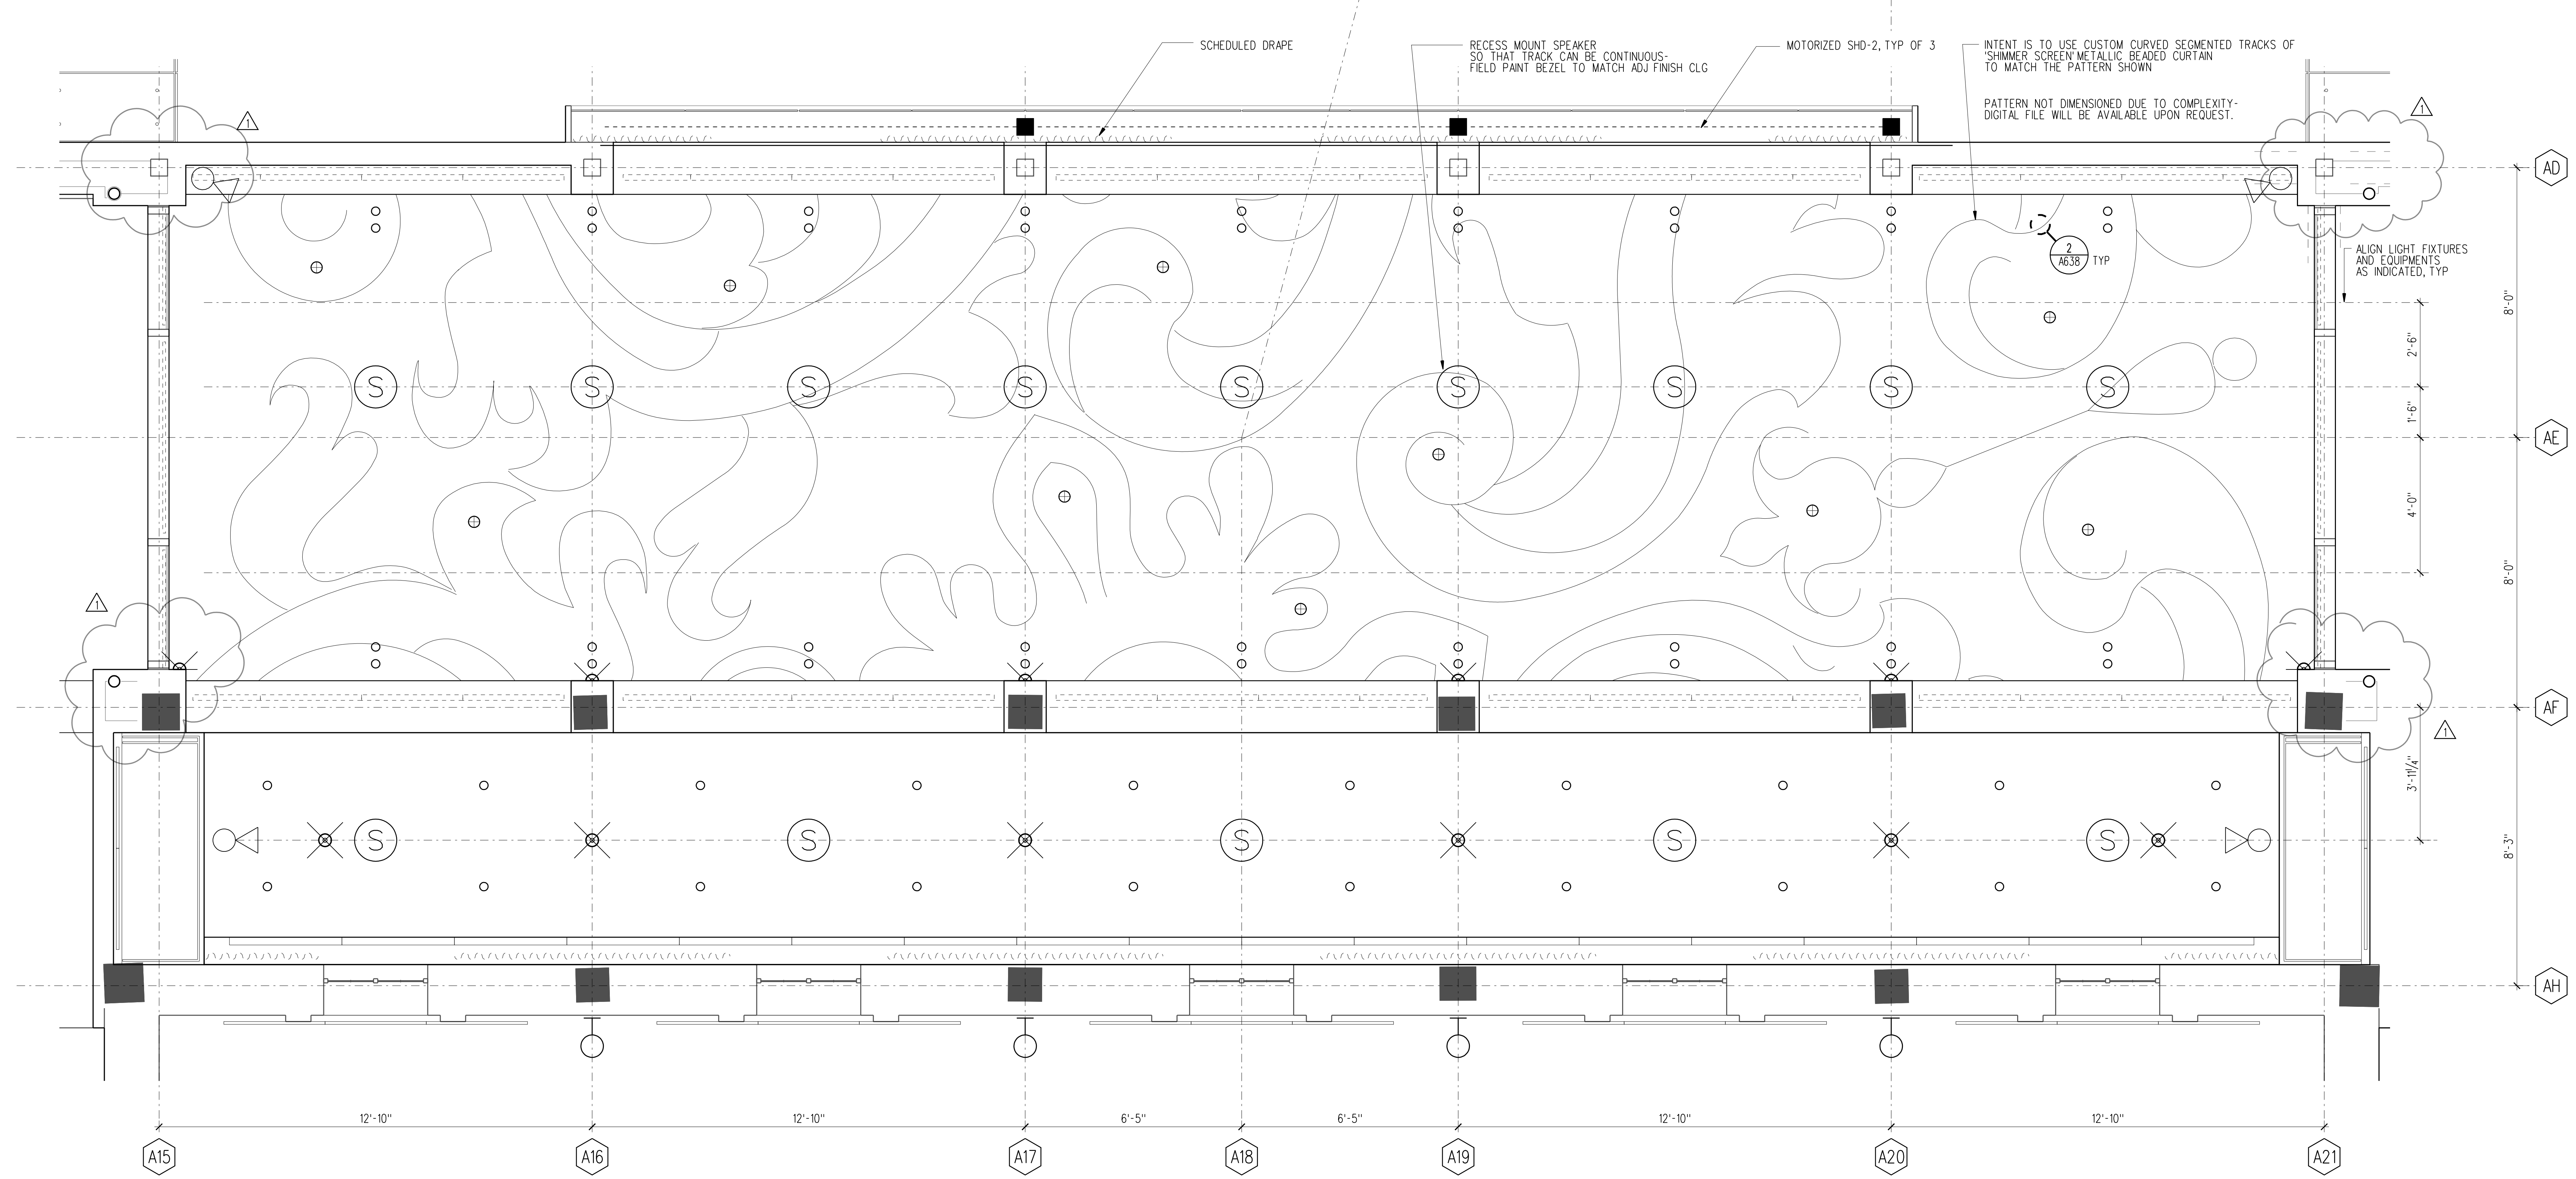 SCHEDULED DRAPE
RECESS MOUNT SPEAKER
SO THAT TRACK CAN BE CONTINUOUS-
FIELD PAINT BEZEL TO MATCH ADJ FINISH CLG
MOTORIZED SHD-2, TYP OF 3
INTENT IS TO USE CUSTOM CURVED SEGMENTED TRACKS OF
'SHIMMER SCREEN' METALLIC BEADED CURTAIN
TO MATCH THE PATTERN SHOWN
PATTERN NOT DIMENSIONED DUE TO COMPLEXITY-
DIGITAL FILE WILL BE AVAILABLE UPON REQUEST.
1
1
AD
2
A638
TYP
ALIGN LIGHT FIXTURES
AND EQUIPMENTS
AS INDICATED, TYP
8'-0"
2'-6"
S
S
S
S
S
S
S
S
S
1'-6"
AE
4'-0"
8'-0"
1
AF
1
3'-11 1/4"
S
S
S
S
S
8'-3"
AH
12'-10"
12'-10"
6'-5"
6'-5"
12'-10"
12'-10"
A15
A16
A17
A18
A19
A20
A21